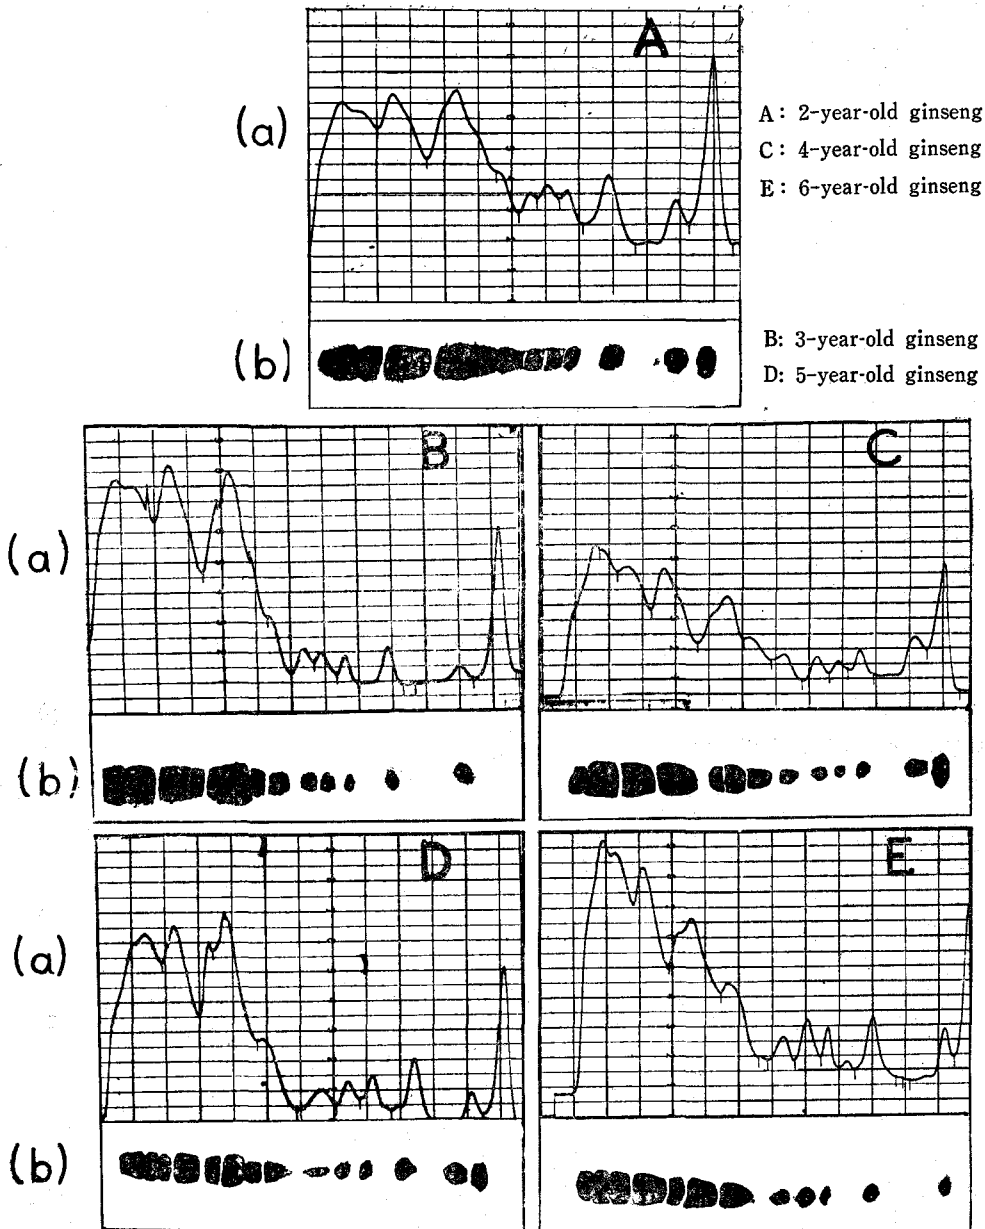 A
(a)
A: 2-year-old ginseng
C: 4-year-old ginseng
E: 6-year-old ginseng
(b)
B: 3-year-old ginseng
D: 5-year-old ginseng
B
C
(a)
(b)
D
E
(a)
(b)